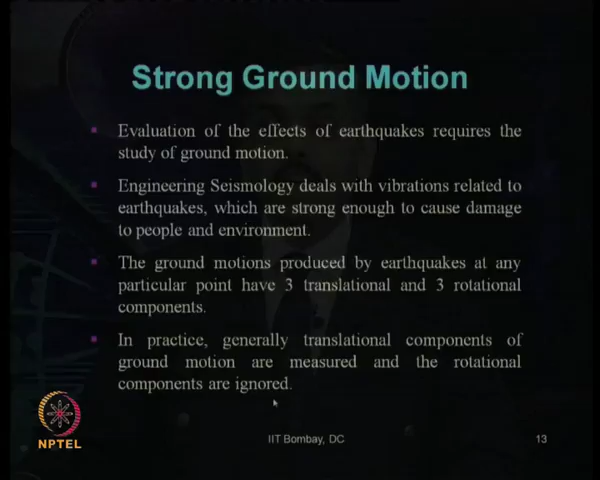 Strong Ground Motion
Evaluation of the effects of earthquakes requires the
study of ground motion.
Engineering Seismology deals with vibrations related to
earthquakes, which are strong enough to cause damage
to people and environment.
The ground motions produced by earthquakes at any
particular point have 3 translational and 3 rotational
components.
In practice, generally translational components of
ground motion are measured and the rotational
components are ignored.
NPTEL
IIT Bombay, DC
13